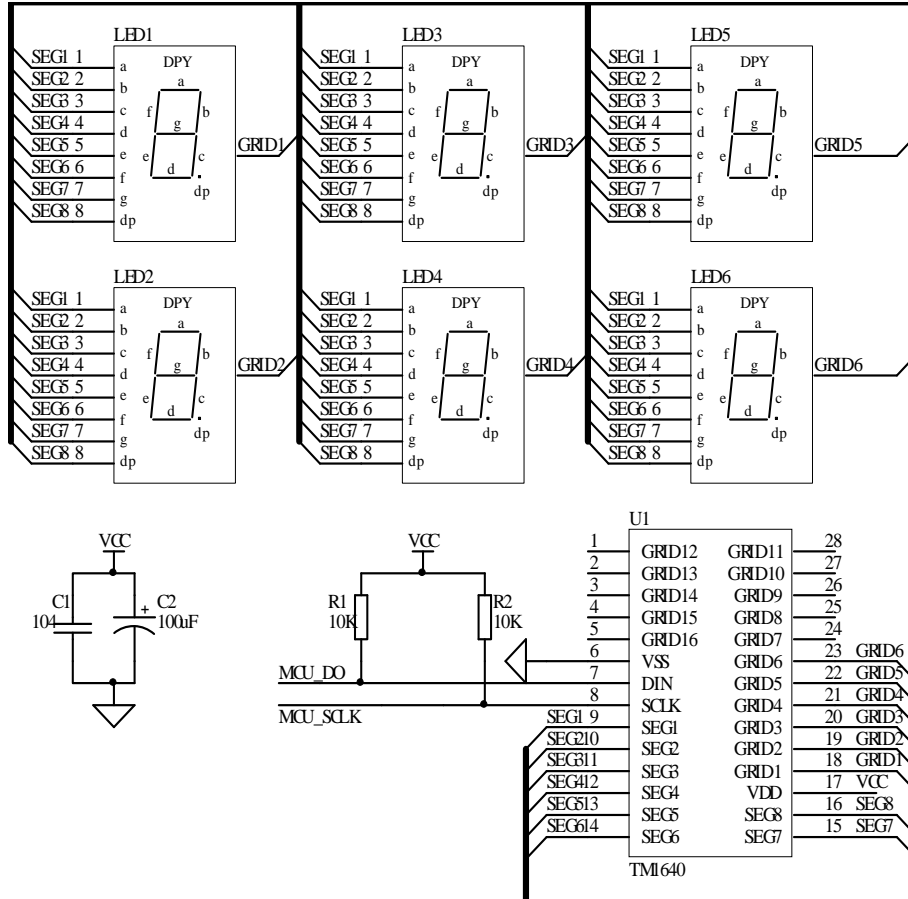 LED1
DPY
SEG1 1 a
SEG2 2 b
SEG3 3 c
SEG4 4 d
SEG5 5 e
SEG6 6 f
SEG7 7 g
SEG8 8 dp
a
f b
g
e c
d
dp
GRID1
LED3
DPY
SEG1 1 a
SEG2 2 b
SEG3 3 c
SEG4 4 d
SEG5 5 e
SEG6 6 f
SEG7 7 g
SEG8 8 dp
a
f b
g
e c
d
dp
GRID3
LED5
DPY
SEG1 1 a
SEG2 2 b
SEG3 3 c
SEG4 4 d
SEG5 5 e
SEG6 6 f
SEG7 7 g
SEG8 8 dp
a
f b
g
e c
d
dp
GRID5
LED2
DPY
SEG1 1 a
SEG2 2 b
SEG3 3 c
SEG4 4 d
SEG5 5 e
SEG6 6 f
SEG7 7 g
SEG8 8 dp
a
f b
g
e c
d
dp
GRID2
LED4
DPY
SEG1 1 a
SEG2 2 b
SEG3 3 c
SEG4 4 d
SEG5 5 e
SEG6 6 f
SEG7 7 g
SEG8 8 dp
a
f b
g
e c
d
dp
GRID4
LED6
DPY
SEG1 1 a
SEG2 2 b
SEG3 3 c
SEG4 4 d
SEG5 5 e
SEG6 6 f
SEG7 7 g
SEG8 8 dp
a
f b
g
e c
d
dp
GRID6
VCC
C1
104
+ C2
100uF
VCC
R1
10K
R2
10K
MCU_DO
MCU_SCLK
U1
1 GRID12 GRID11 28
2 GRID13 GRID10 27
3 GRID14 GRID9 26
4 GRID15 GRID8 25
5 GRID16 GRID7 24
6 VSS GRID6 23 GRID6
7 DIN GRID5 22 GRID5
8 SCLK GRID4 21 GRID4
SEG1 9 SEG1 GRID3 20 GRID3
SEG2 10 SEG2 GRID2 19 GRID2
SEG3 11 SEG3 GRID1 18 GRID1
SEG4 12 SEG4 VDD 17 VCC
SEG5 13 SEG5 SEG8 16 SEG8
SEG6 14 SEG6 SEG7 15 SEG7
TM1640